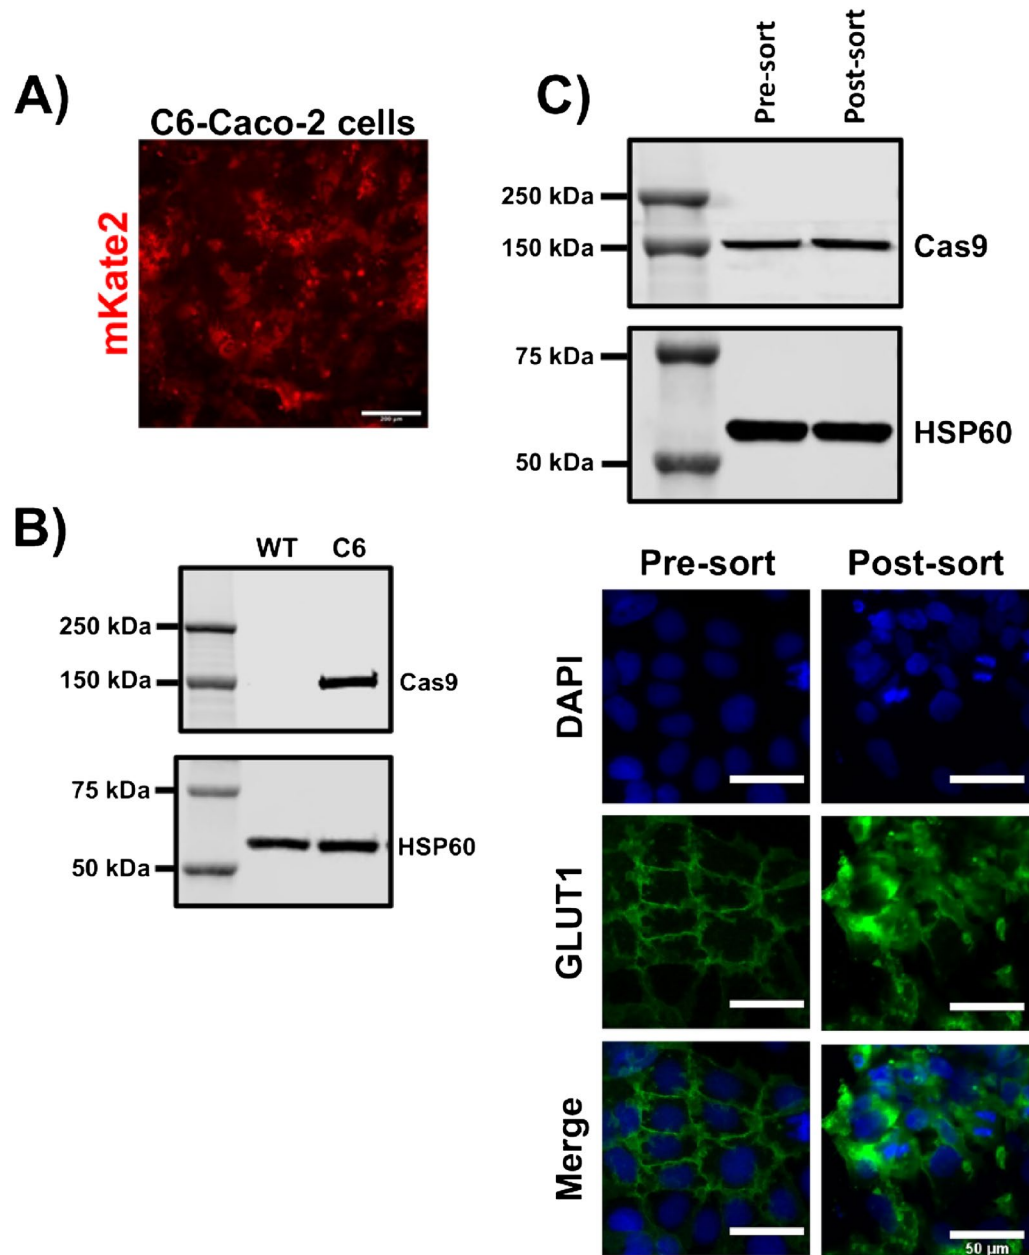 A)
C6-Caco-2 cells
mKate2
200 µm
B)
WT C6
250 kDa
150 kDa
Cas9
75 kDa
50 kDa
HSP60
C)
Pre-sort Post-sort
250 kDa
150 kDa
Cas9
75 kDa
50 kDa
HSP60
Pre-sort Post-sort
DAPI
GLUT1
Merge
50 µm